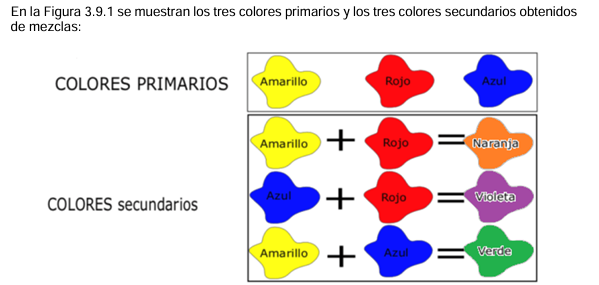 En la Figura 3.9.1 se muestran los tres colores primarios y los tres colores secundarios obtenidos
de mezclas:
COLORES PRIMARIOS
Amarillo Rojo Azul
Amarillo + Rojo = Naranja
COLORES secundarios
Azul + Rojo = Violeta
Amarillo + Azul = Verde